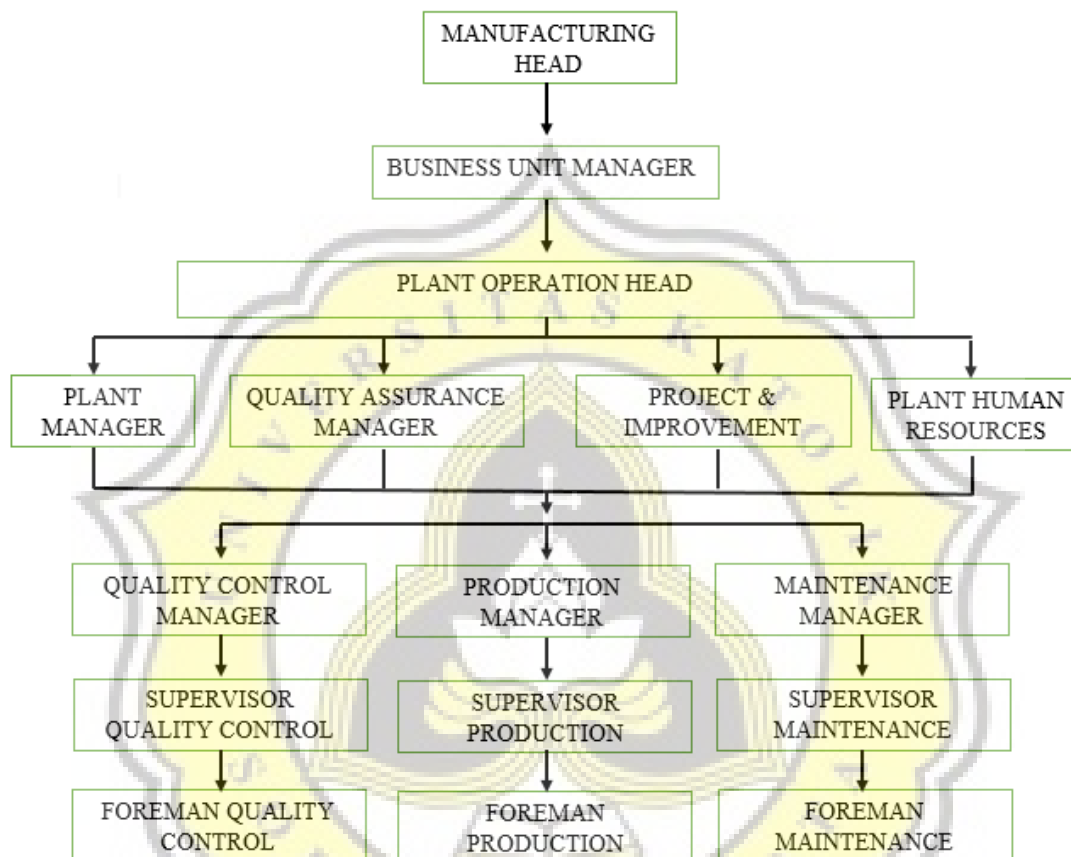 MANUFACTURING
HEAD
BUSINESS UNIT MANAGER
PLANT OPERATION HEAD
PLANT
MANAGER
QUALITY ASSURANCE
MANAGER
PROJECT &
IMPROVEMENT
PLANT HUMAN
RESOURCES
QUALITY CONTROL
MANAGER
PRODUCTION
MANAGER
MAINTENANCE
MANAGER
SUPERVISOR
QUALITY CONTROL
SUPERVISOR
PRODUCTION
SUPERVISOR
MAINTENANCE
FOREMAN QUALITY
CONTROL
FOREMAN
PRODUCTION
FOREMAN
MAINTENANCE